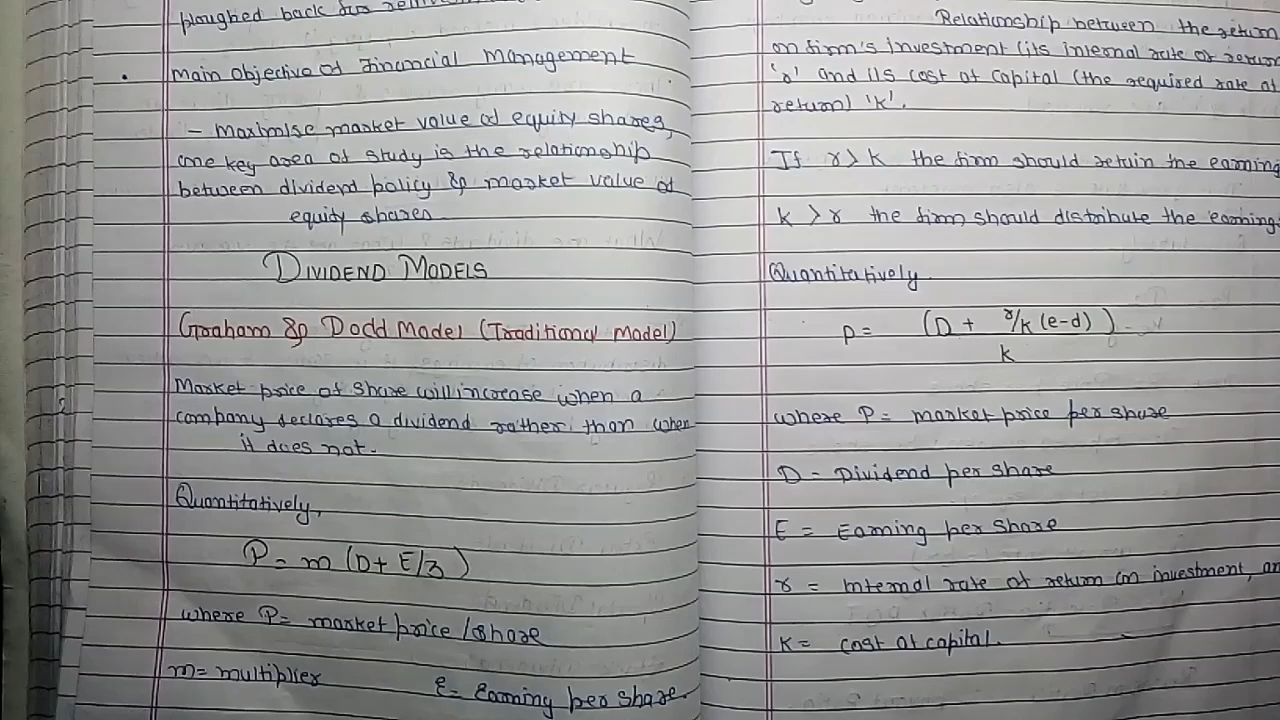 ploughed back for
• Main Objective of Financial Management
- Maximise market value of equity shares,
one key area of study is the relationship
between dividend policy & market value of
equity shares
DIVIDEND MODELS
Graham & Dodd Model (Traditional Model)
Market price of share will increase when a
company declares a dividend rather than when
it does not.
Quantitatively,
P = m (D + E/3)
where P = market price / share
m = multiplier E = Earning per share.
Relationship between the return
on firm's investment (its internal rate of return
'r' and its cost of capital (the required rate of
return) 'k'.
If r > k the firm should retain the earning
k > r the firm should distribute the earnings
Quantitatively
P = (D + r/k (e-d))
k
where P = market price per share
D = Dividend per share
E = Earning per share
r = Internal rate of return on investment, an
K = cost of capital.